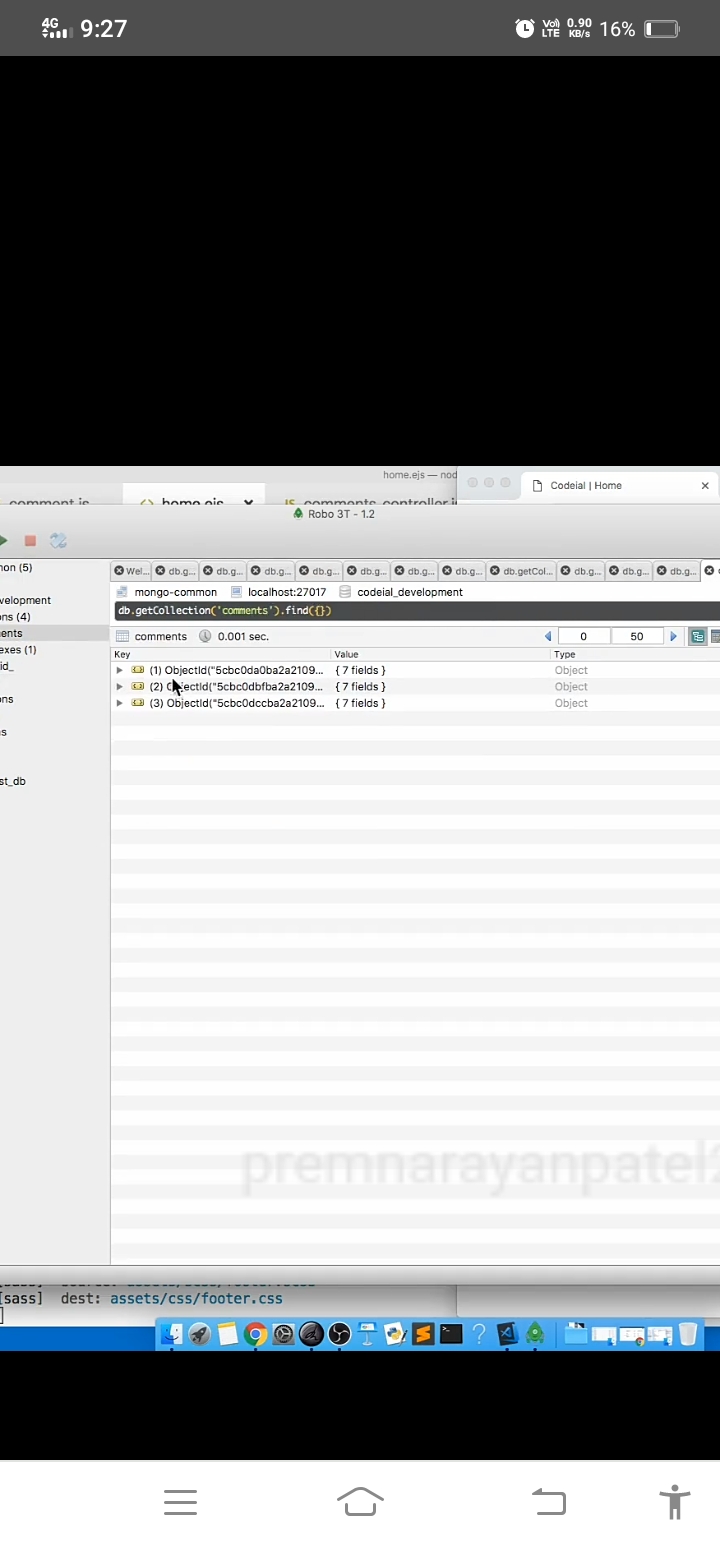 4G 9:27 Vo) LTE 0.90 KB/s 16%
home.ejs — nod
Codeial | Home
comment.js home.ejs comments_controller.j
Robo 3T - 1.2
non (5)
Wel... db.g... db.g... db.g... db.g... db.g... db.g... db.g... db.getCol... db.g... db.g... db.g...
mongo-common localhost:27017 codeial_development
velopment
db.getCollection('comments').find({})
ons (4)
ents
comments 0.001 sec. 0 50
exes (1)
Key Value Type
id_
(1) ObjectId("5cbc0da0ba2a2109... { 7 fields } Object
(2) ObjectId("5cbc0dbfba2a2109... { 7 fields } Object
ons
(3) ObjectId("5cbc0dccba2a2109... { 7 fields } Object
s
st_db
premnarayanpatel
[sass] dest: assets/css/footer.css